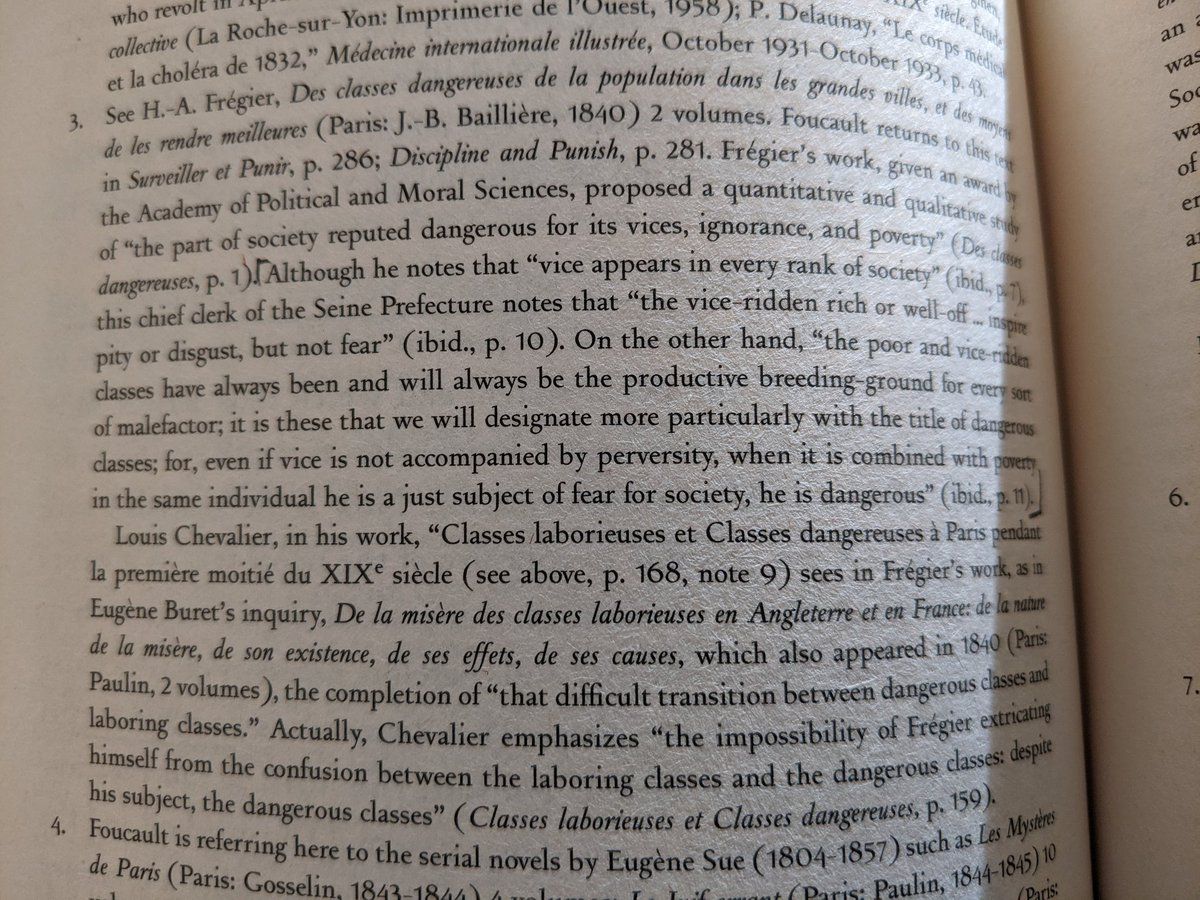 who revolt in
collective (La Roche-sur-Yon: Imprimerie de l'Ouest, 1958); P. Delaunay, "Le corps médical
et la choléra de 1832," Médecine internationale illustrée, October 1931-October 1933, p. 43.
3. See H.-A. Frégier, Des classes dangereuses de la population dans les grandes villes, et des moyens
de les rendre meilleures (Paris: J.-B. Baillière, 1840) 2 volumes. Foucault returns to this text
in Surveiller et Punir, p. 286; Discipline and Punish, p. 281. Frégier's work, given an award by
the Academy of Political and Moral Sciences, proposed a quantitative and qualitative study
of "the part of society reputed dangerous for its vices, ignorance, and poverty" (Des classes
dangereuses, p. 1). Although he notes that "vice appears in every rank of society" (ibid., p. 7),
this chief clerk of the Seine Prefecture notes that "the vice-ridden rich or well-off ... inspire
pity or disgust, but not fear" (ibid., p. 10). On the other hand, "the poor and vice-ridden
classes have always been and will always be the productive breeding-ground for every sort
of malefactor; it is these that we will designate more particularly with the title of dangerous
classes; for, even if vice is not accompanied by perversity, when it is combined with poverty
in the same individual he is a just subject of fear for society, he is dangerous" (ibid., p. 11).
Louis Chevalier, in his work, "Classes laborieuses et Classes dangereuses à Paris pendant
la première moitié du XIXe siècle (see above, p. 168, note 9) sees in Frégier's work, as in
Eugène Buret's inquiry, De la misère des classes laborieuses en Angleterre et en France: de la nature
de la misère, de son existence, de ses effets, de ses causes, which also appeared in 1840 (Paris:
Paulin, 2 volumes), the completion of "that difficult transition between dangerous classes and
laboring classes." Actually, Chevalier emphasizes "the impossibility of Frégier extricating
himself from the confusion between the laboring classes and the dangerous classes: despite
his subject, the dangerous classes" (Classes laborieuses et Classes dangereuses, p. 159).
4. Foucault is referring here to the serial novels by Eugène Sue (1804-1857) such as Les Mystères
de Paris (Paris: Gosselin, 1843-1844) (Paris: Paulin, 1844-1845) 10
(Paris:
an
was
Soc
wa
of
6.
7.